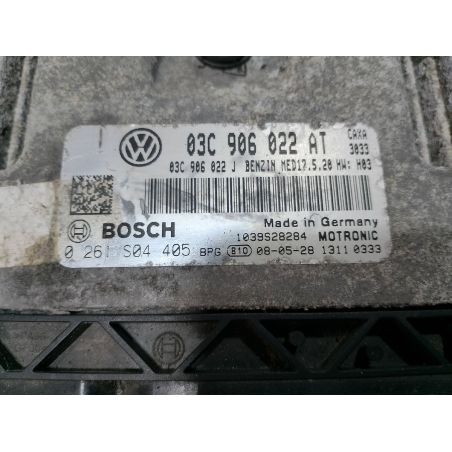 03C 906 022 AT CAXA 3033
03C 906 022 J BENZIN MED17.5.20 HW: H03
BOSCH
Made in Germany
1039S28284 MOTRONIC
0 261 S04 405 BPG B10 08-05-28 1311 0333